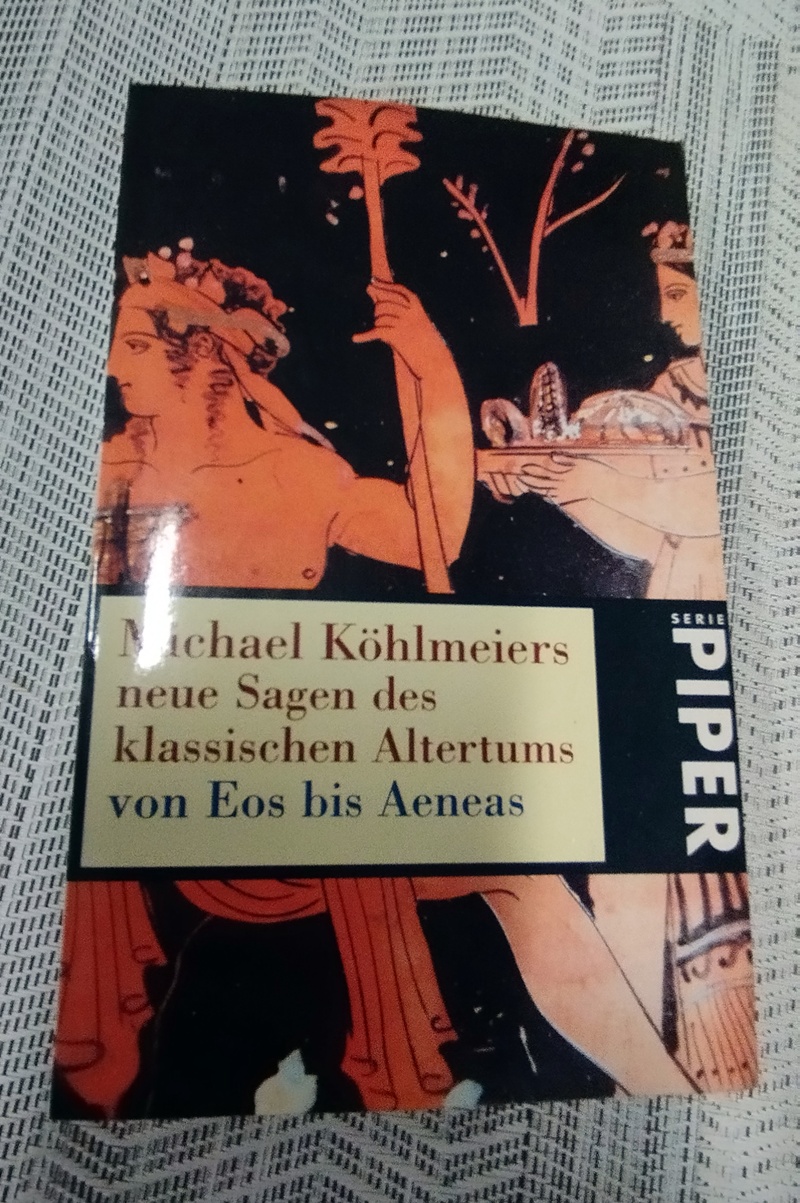 Michael Köhlmeiers
neue Sagen des
klassischen Altertums
von Eos bis Aeneas
SERIE
PIPER